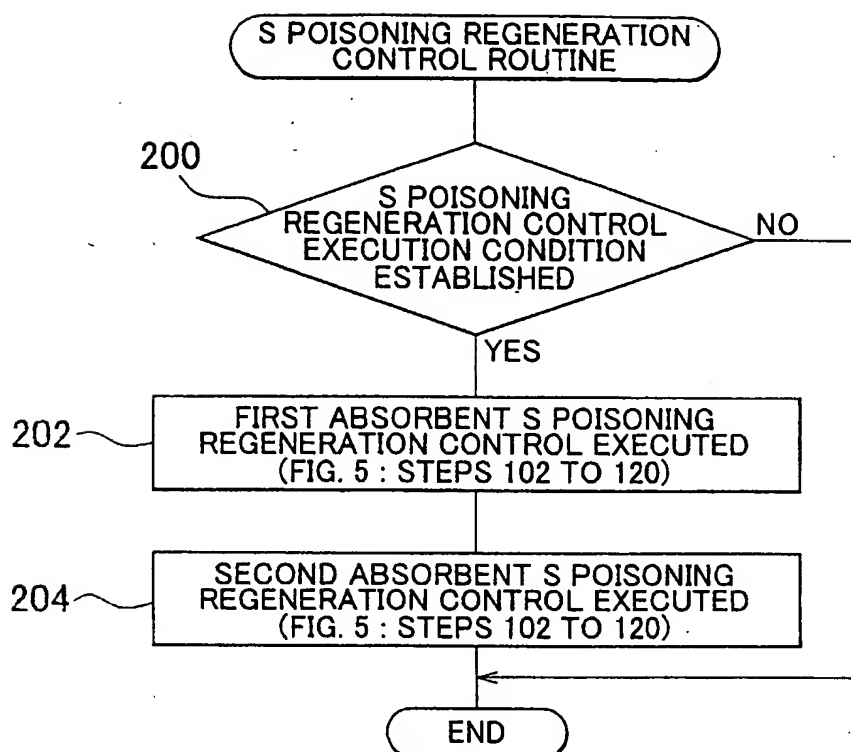 S POISONING REGENERATION
CONTROL ROUTINE
200
S POISONING
REGENERATION CONTROL
EXECUTION CONDITION
ESTABLISHED
NO
YES
202
FIRST ABSORBENT S POISONING
REGENERATION CONTROL EXECUTED
(FIG. 5 : STEPS 102 TO 120)
204
SECOND ABSORBENT S POISONING
REGENERATION CONTROL EXECUTED
(FIG. 5 : STEPS 102 TO 120)
END